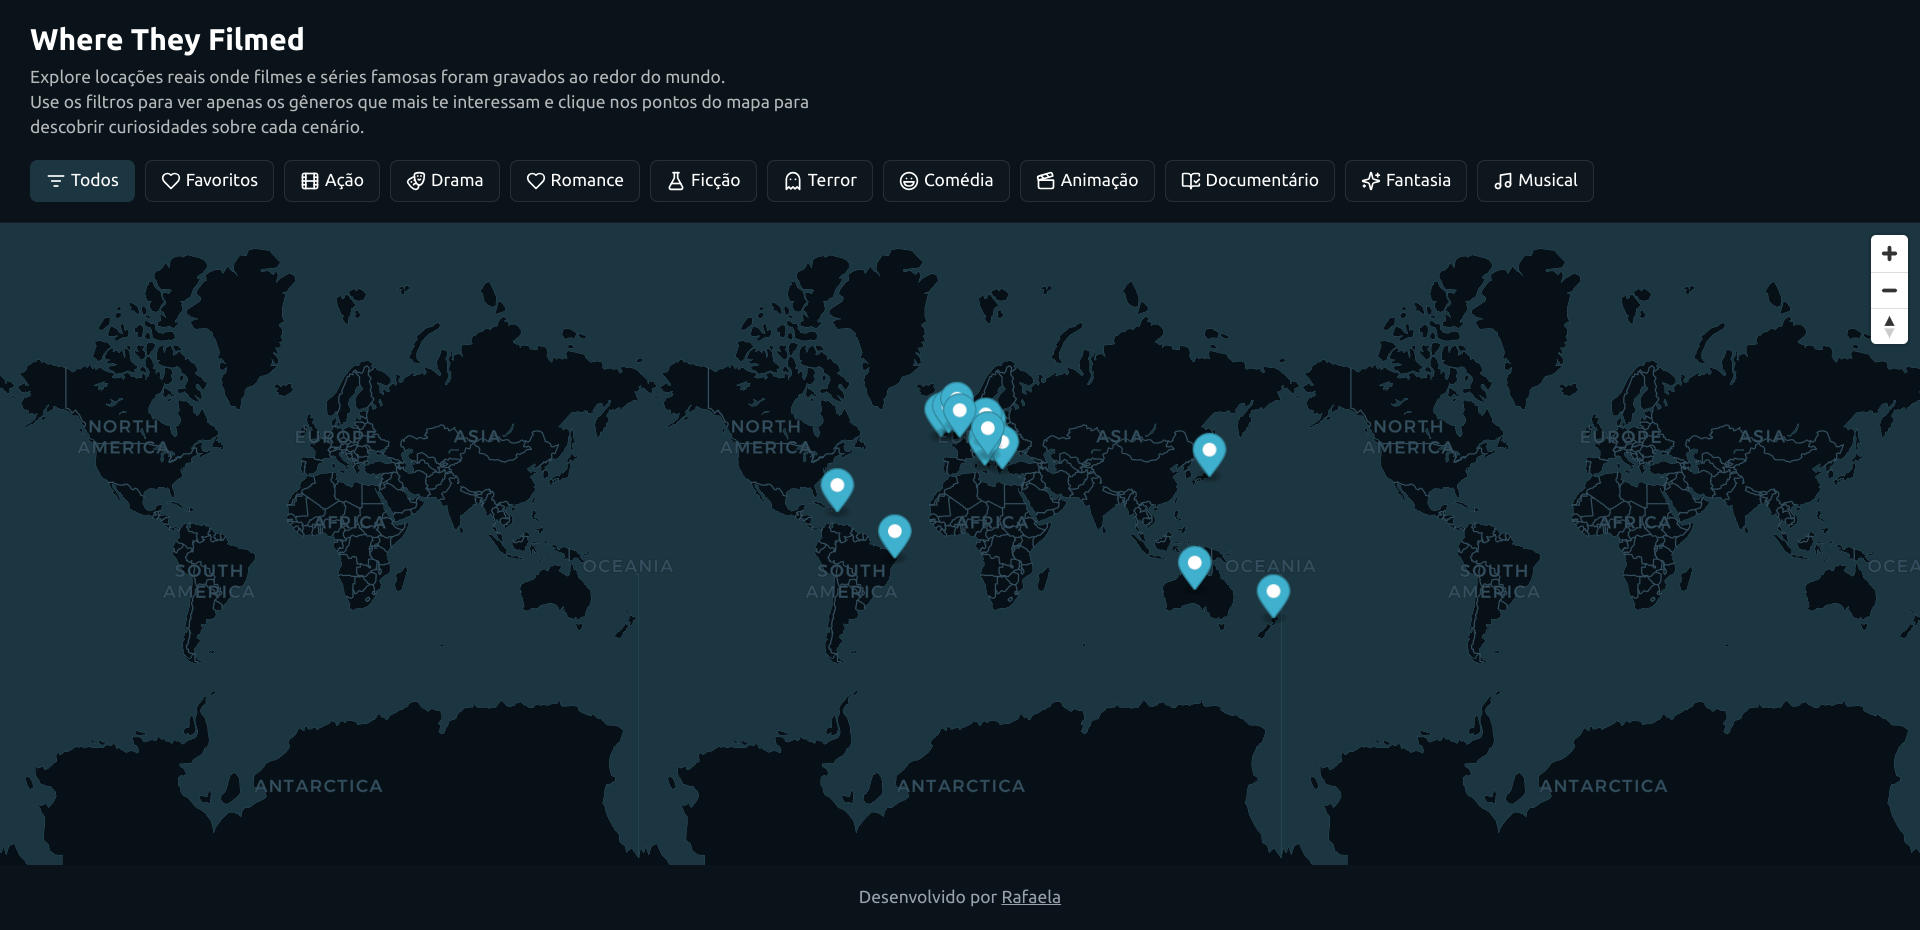 Where They Filmed
Explore locações reais onde filmes e séries famosas foram gravados ao redor do mundo.
Use os filtros para ver apenas os gêneros que mais te interessam e clique nos pontos do mapa para
descobrir curiosidades sobre cada cenário.
Todos
Favoritos
Ação
Drama
Romance
Ficção
Terror
Comédia
Animação
Documentário
Fantasia
Musical
NORTH
AMERICA
EUROPE
ASIA
AFRICA
OCEANIA
SOUTH
AMERICA
ANTARCTICA
NORTH
AMERICA
ASIA
AFRICA
OCEANIA
SOUTH
AMERICA
ANTARCTICA
NORTH
AMERICA
EUROPE
ASIA
AFRICA
OCEA
SOUTH
AMERICA
ANTARCTICA
Desenvolvido por Rafaela